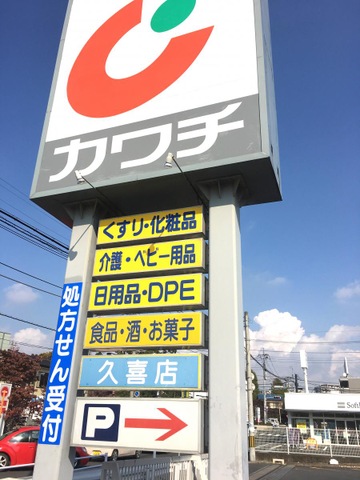 カワチ
くすり・化粧品
介護・ベビー用品
日用品・DPE
食品・酒・お菓子
久喜店
P
処方せん受付